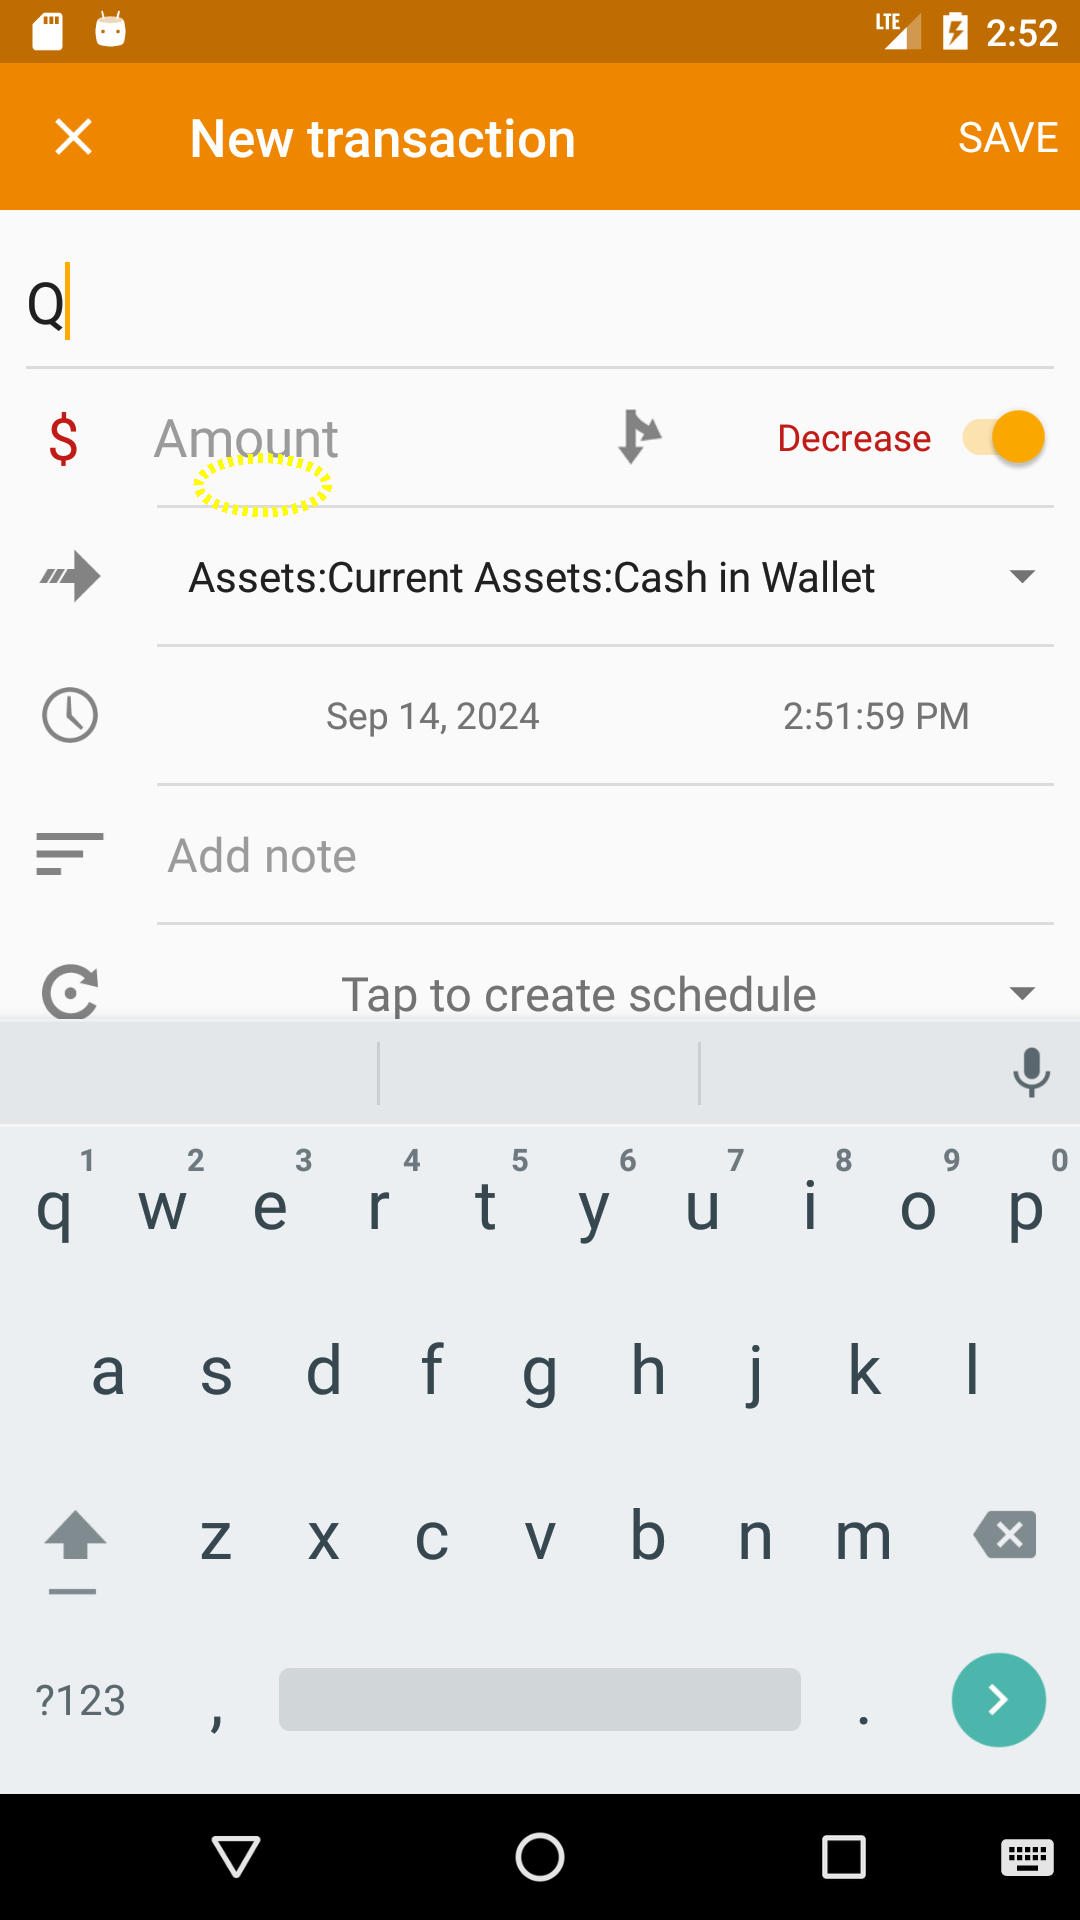 LTE 2:52
New transaction SAVE
Q
$ Amount Decrease
Assets:Current Assets:Cash in Wallet
Sep 14, 2024 2:51:59 PM
Add note
Tap to create schedule
1 2 3 4 5 6 7 8 9 0
q w e r t y u i o p
a s d f g h j k l
z x c v b n m
?123 , .